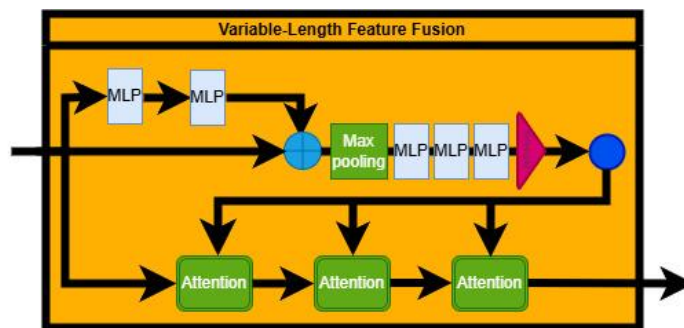 Variable-Length Feature Fusion
MLP
MLP
Max
pooling
MLP
MLP
MLP
Attention
Attention
Attention